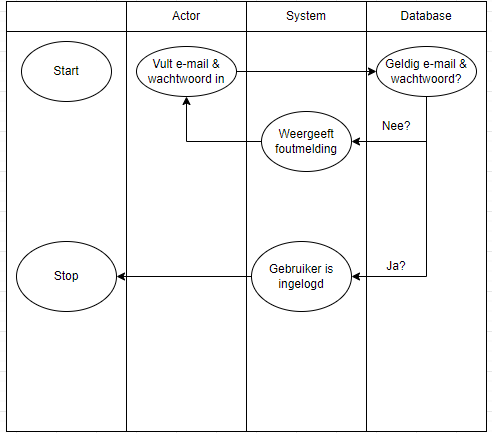 Actor
System
Database
Start
Vult e-mail &
wachtwoord in
Geldig e-mail &
wachtwoord?
Nee?
Weergeeft
foutmelding
Ja?
Stop
Gebruiker is
ingelogd